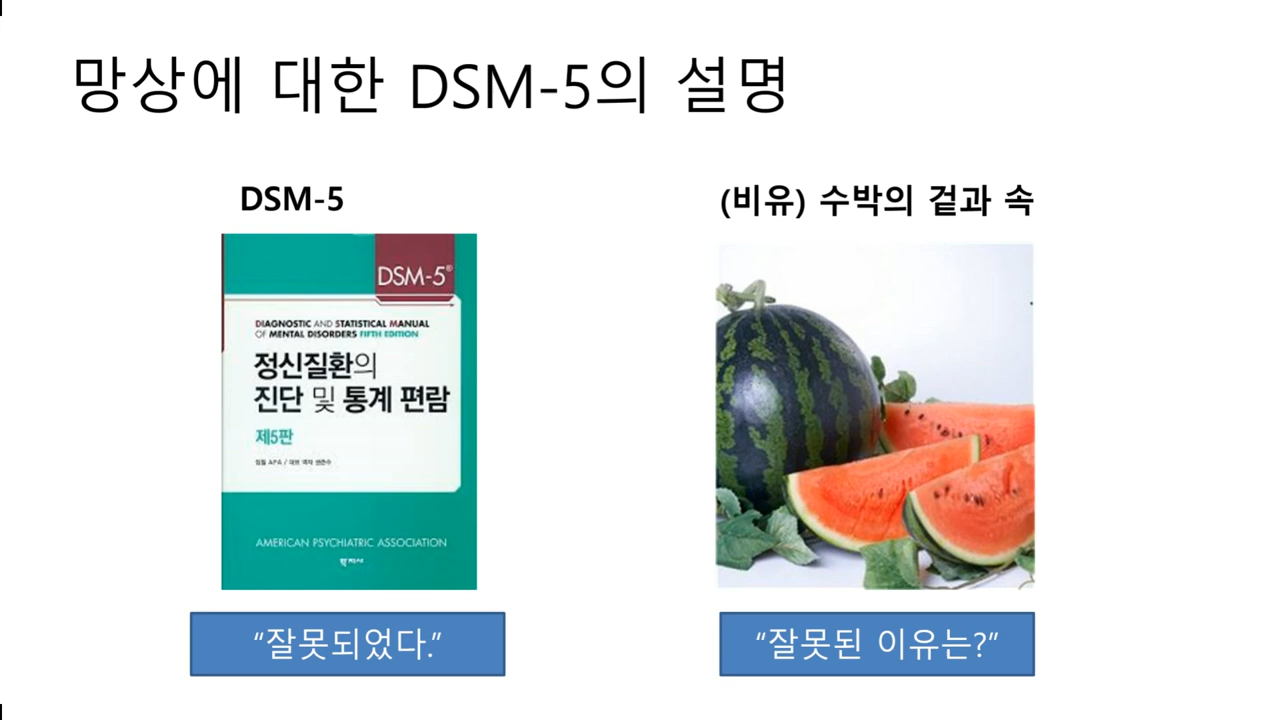 망상에 대한 DSM-5의 설명
DSM-5
(비유) 수박의 겉과 속
DSM-5®
DIAGNOSTIC AND STATISTICAL MANUAL
OF MENTAL DISORDERS FIFTH EDITION
정신질환의
진단 및 통계 편람
제5판
AMERICAN PSYCHIATRIC ASSOCIATION
학지사
“잘못되었다.”
“잘못된 이유는?”